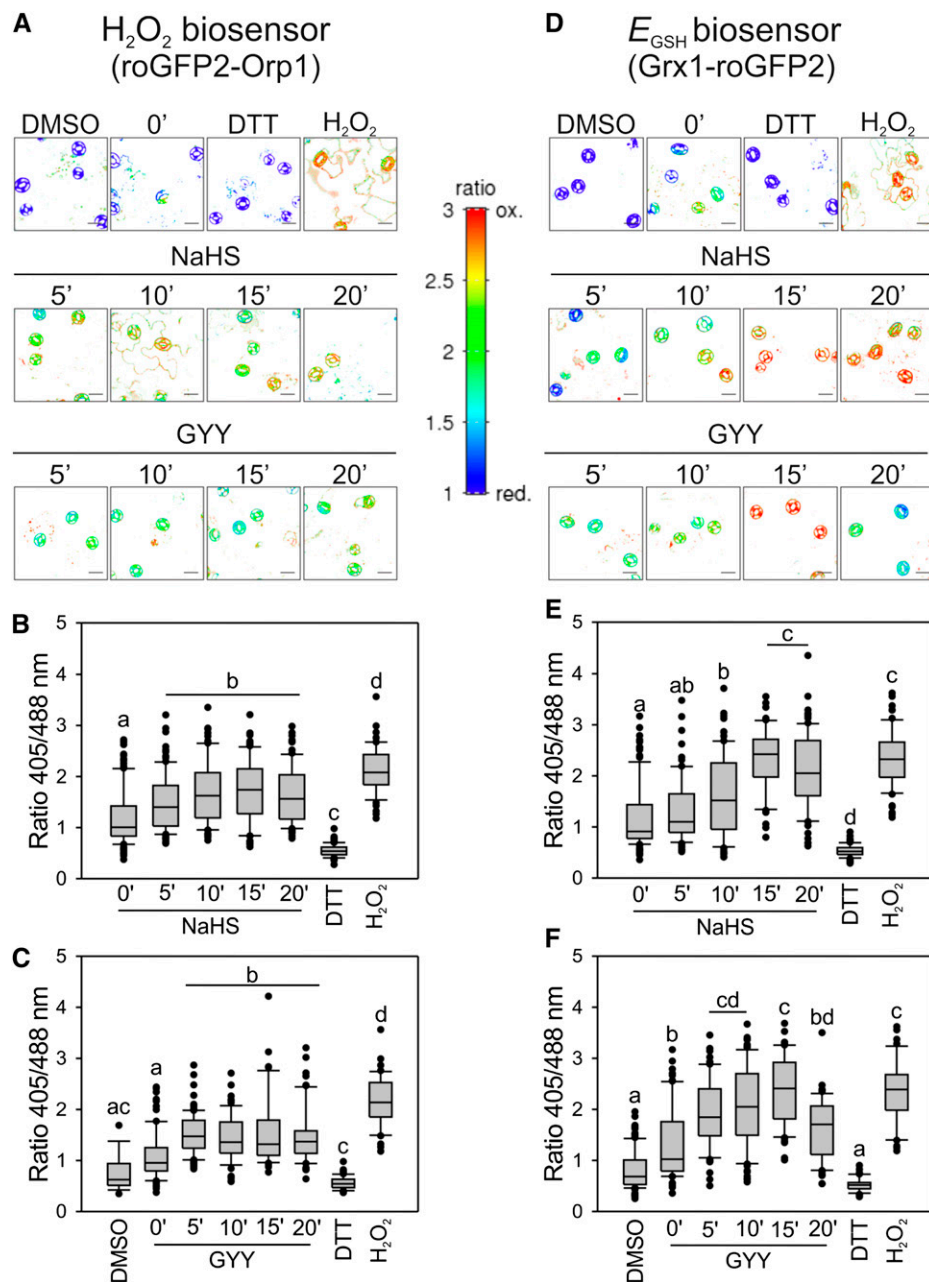 A
H₂O₂ biosensor
(roGFP2-Orp1)
DMSO 0' DTT H₂O₂
NaHS
5' 10' 15' 20'
GYY
5' 10' 15' 20'
ratio
3 ox.
2.5
2
1.5
1 red.
D
E_GSH biosensor
(Grx1-roGFP2)
DMSO 0' DTT H₂O₂
NaHS
5' 10' 15' 20'
GYY
5' 10' 15' 20'
B
Ratio 405/488 nm
5
4
3
2
1
0
a b c d
0' 5' 10' 15' 20' DTT H₂O₂
NaHS
C
Ratio 405/488 nm
5
4
3
2
1
0
ac a b c d
DMSO 0' 5' 10' 15' 20' DTT H₂O₂
GYY
E
Ratio 405/488 nm
5
4
3
2
1
0
a ab b c d c
0' 5' 10' 15' 20' DTT H₂O₂
NaHS
F
Ratio 405/488 nm
5
4
3
2
1
0
a b cd c bd a c
DMSO 0' 5' 10' 15' 20' DTT H₂O₂
GYY